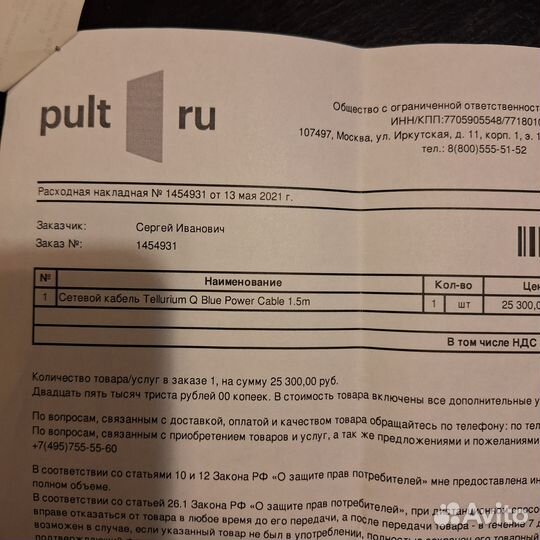 pult ru
Общество с ограниченной ответственност
ИНН/КПП:7705905548/7718010
107497, Москва, ул. Иркутская, д. 11, корп. 1, э. 1
тел.: 8(800)555-51-52
Расходная накладная № 1454931 от 13 мая 2021 г.
Заказчик: Сергей Иванович
Заказ №: 1454931
№ Наименование Кол-во Це
1 Сетевой кабель Tellurium Q Blue Power Cable 1.5m 1 шт 25 300,0
В том числе НДС
Количество товара/услуг в заказе 1, на сумму 25 300,00 руб.
Двадцать пять тысяч триста рублей 00 копеек. В стоимость товара включены все дополнительные у
По вопросам, связанным с доставкой, оплатой и качеством товара обращайтесь по телефону: по тел
По вопросам, связанным с приобретением товаров и услуг, а так же предложениями и пожеланиями
+7(495)755-55-60
В соответствии со статьями 10 и 12 Закона РФ «О защите прав потребителей» мне предоставлена ин
полном объеме.
В соответствии со статьей 26.1 Закона РФ «О защите прав потребителей», при дистанционном способ
вправе отказаться от товара в любое время до его передачи, а после передачи товара - в течение 7 д
возможен в случае, если указанный товар не был в употреблении, полностью
Avito